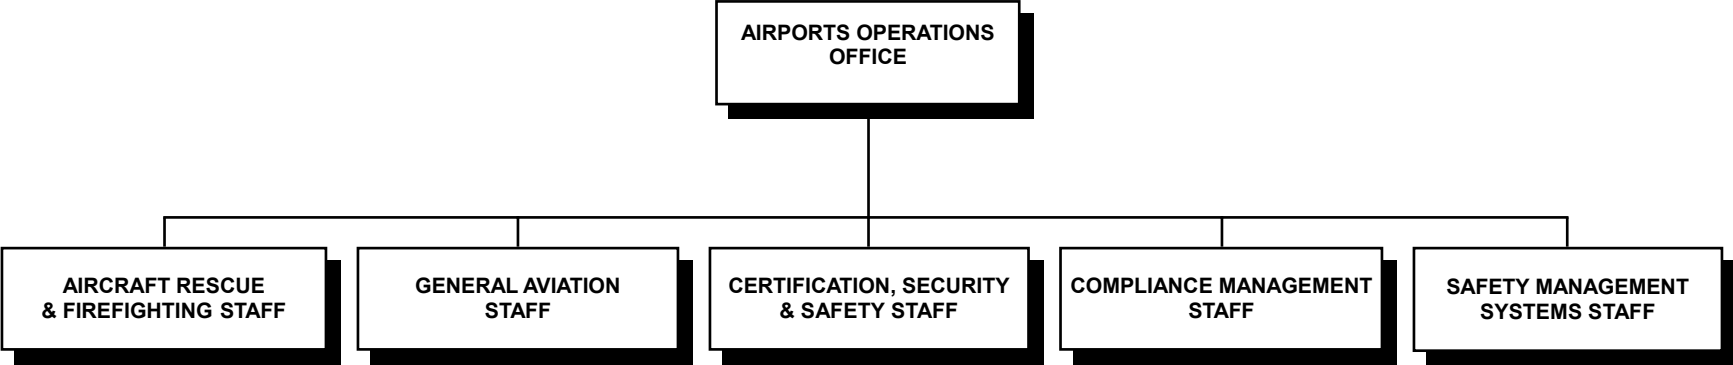 AIRPORTS OPERATIONS
OFFICE
AIRCRAFT RESCUE
& FIREFIGHTING STAFF
GENERAL AVIATION
STAFF
CERTIFICATION, SECURITY
& SAFETY STAFF
COMPLIANCE MANAGEMENT
STAFF
SAFETY MANAGEMENT
SYSTEMS STAFF